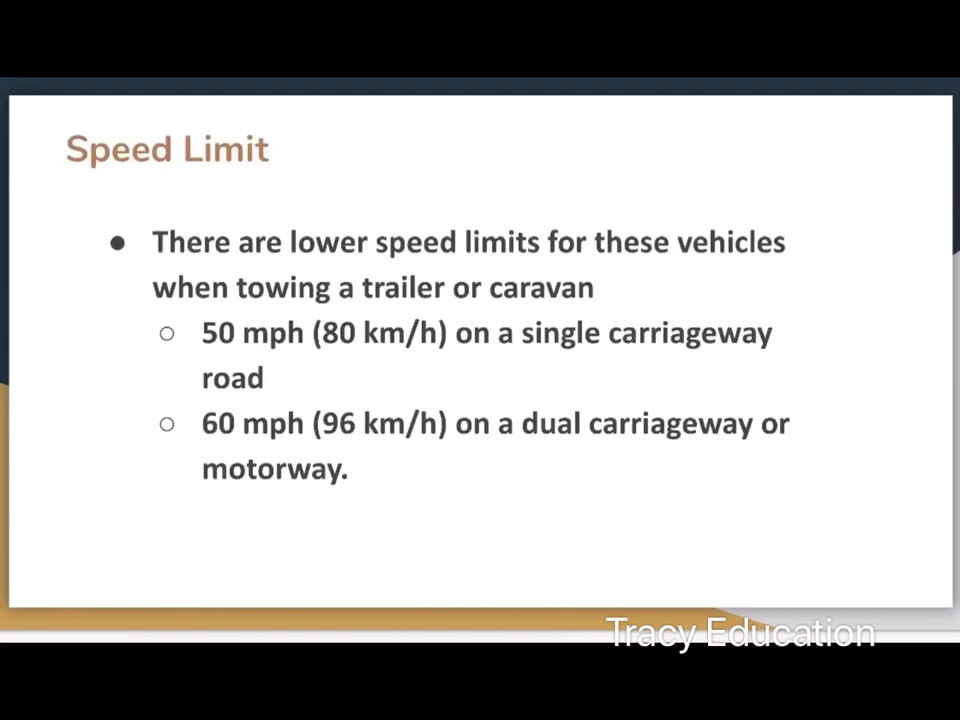 Speed Limit
● There are lower speed limits for these vehicles
when towing a trailer or caravan
○ 50 mph (80 km/h) on a single carriageway
road
○ 60 mph (96 km/h) on a dual carriageway or
motorway.
Tracy Education